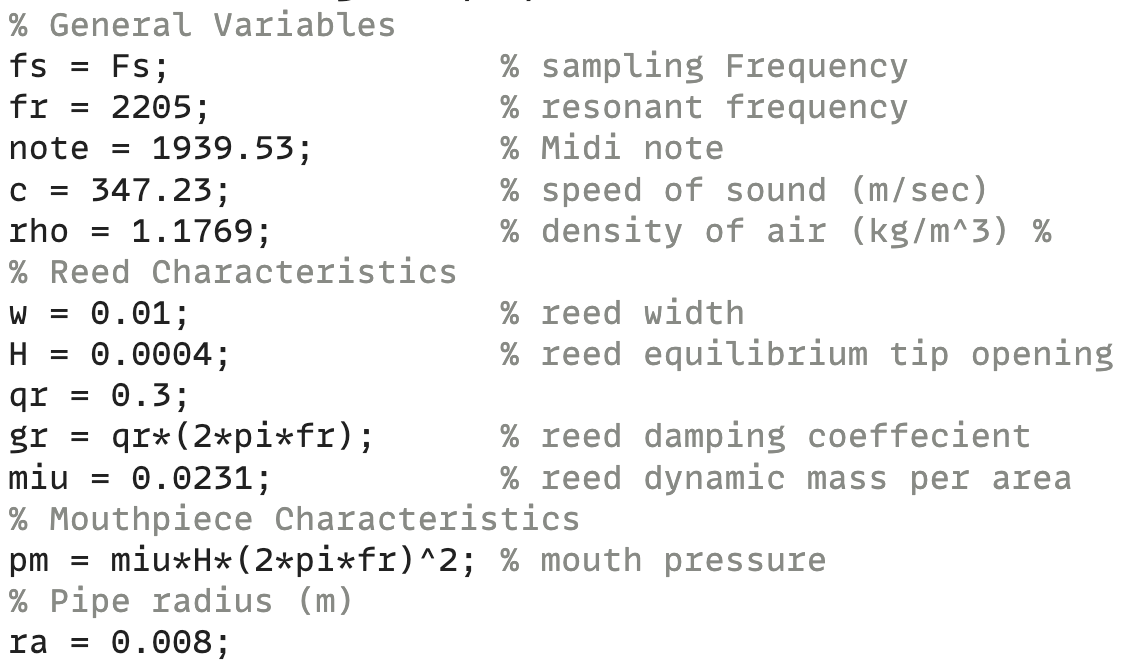 % General Variables
fs = Fs; % sampling Frequency
fr = 2205; % resonant frequency
note = 1939.53; % Midi note
c = 347.23; % speed of sound (m/sec)
rho = 1.1769; % density of air (kg/m^3) %
% Reed Characteristics
w = 0.01; % reed width
H = 0.0004; % reed equilibrium tip opening
qr = 0.3;
gr = qr*(2*pi*fr); % reed damping coeffecient
miu = 0.0231; % reed dynamic mass per area
% Mouthpiece Characteristics
pm = miu*H*(2*pi*fr)^2; % mouth pressure
% Pipe radius (m)
ra = 0.008;